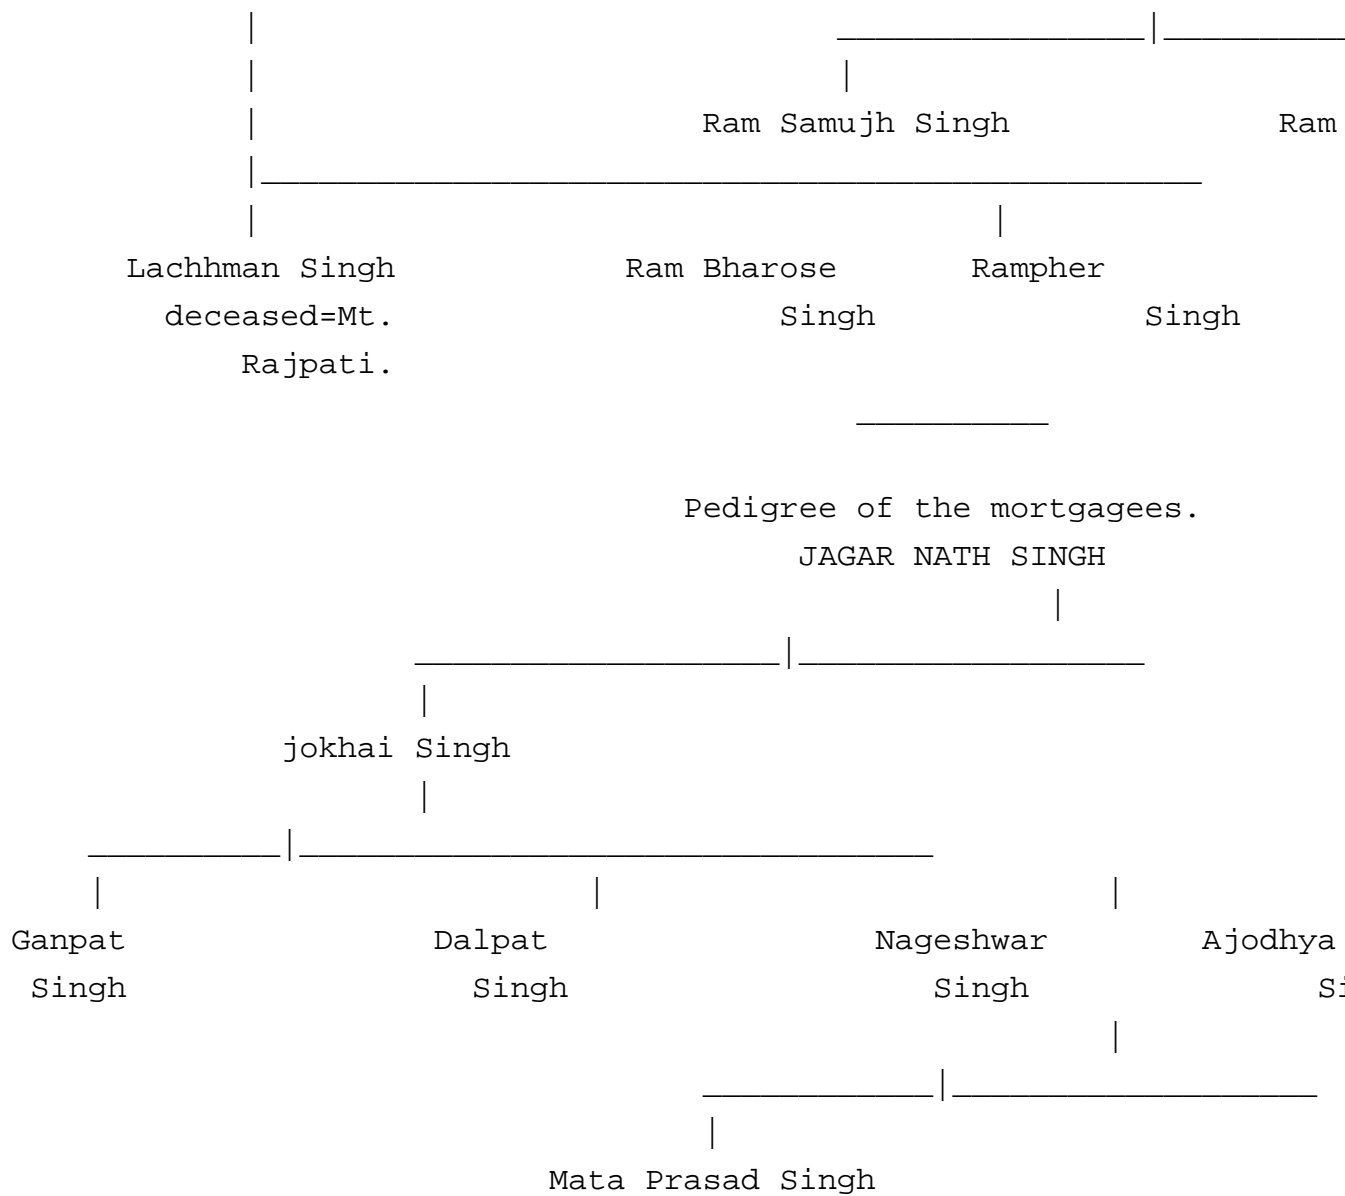 Ram Samujh Singh Ram
Lachhman Singh Ram Bharose Rampher
deceased=Mt. Singh Singh
Rajpati.
Pedigree of the mortgagees.
JAGAR NATH SINGH
jokhai Singh
Ganpat Dalpat Nageshwar Ajodhya
Singh Singh Singh Si
Mata Prasad Singh